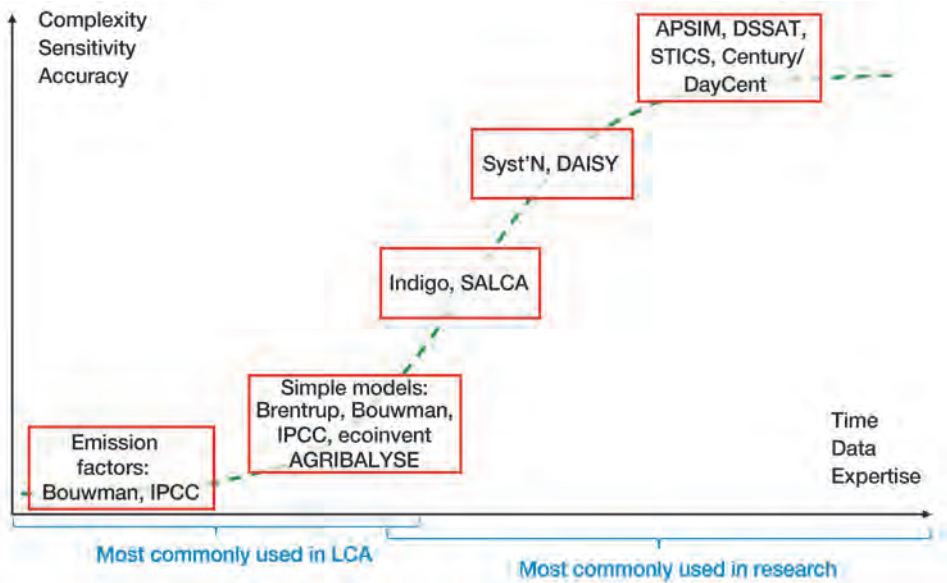 Complexity
Sensitivity
Accuracy
APSIM, DSSAT,
STICS, Century/
DayCent
Syst'N, DAISY
Indigo, SALCA
Simple models:
Brentrup, Bouwman,
IPCC, ecoinvent
AGRIBALYSE
Emission
factors:
Bouwman, IPCC
Time
Data
Expertise
Most commonly used in LCA
Most commonly used in research